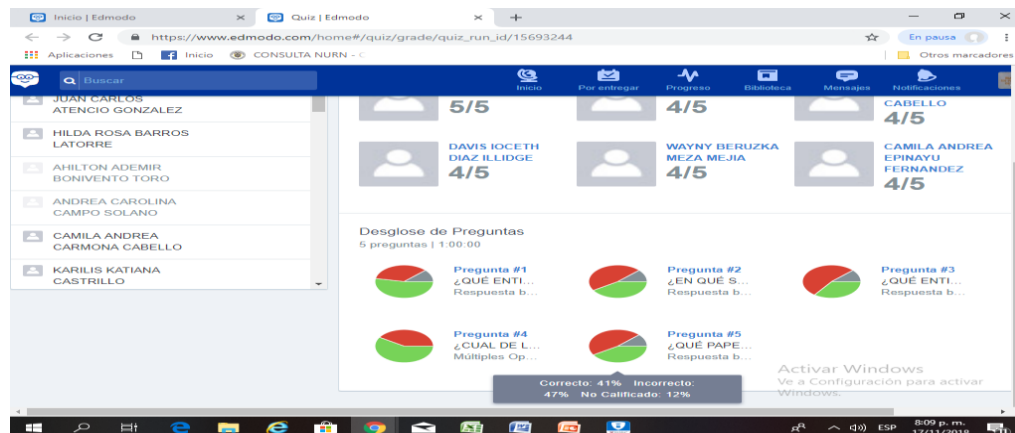 Inicio | Edmodo
Quiz | Edmodo
https://www.edmodo.com/home#/quiz/grade/quiz_run_id/15693244
En pausa
Aplicaciones
Inicio
CONSULTA NURN - C
Otros marcadores
Buscar
Inicio
Por entregar
Progreso
Biblioteca
Mensajes
Notificaciones
JUAN CARLOS
ATENCIO GONZALEZ
HILDA ROSA BARROS
LATORRE
AHILTON ADEMIR
BONIVENTO TORO
ANDREA CAROLINA
CAMPO SOLANO
CAMILA ANDREA
CARMONA CABELLO
KARILIS KATIANA
CASTRILLO
5/5
4/5
CABELLO
4/5
DAVIS IOCETH
DIAZ ILLIDGE
4/5
WAYNY BERUZKA
MEZA MEJIA
4/5
CAMILA ANDREA
EPINAYU
FERNANDEZ
4/5
Desglose de Preguntas
5 preguntas | 1:00:00
Pregunta #1
¿QUÉ ENTI...
Respuesta b...
Pregunta #2
¿EN QUÉ S...
Respuesta b...
Pregunta #3
¿QUÉ ENTI...
Respuesta b...
Pregunta #4
¿CUAL DE L...
Múltiples Op...
Pregunta #5
¿QUÉ PAPE...
Respuesta b...
Correcto: 41% Incorrecto:
47% No Calificado: 12%
Activar Windows
Ve a Configuración para activar
Windows.
ESP
8:09 p. m.
17/11/2018